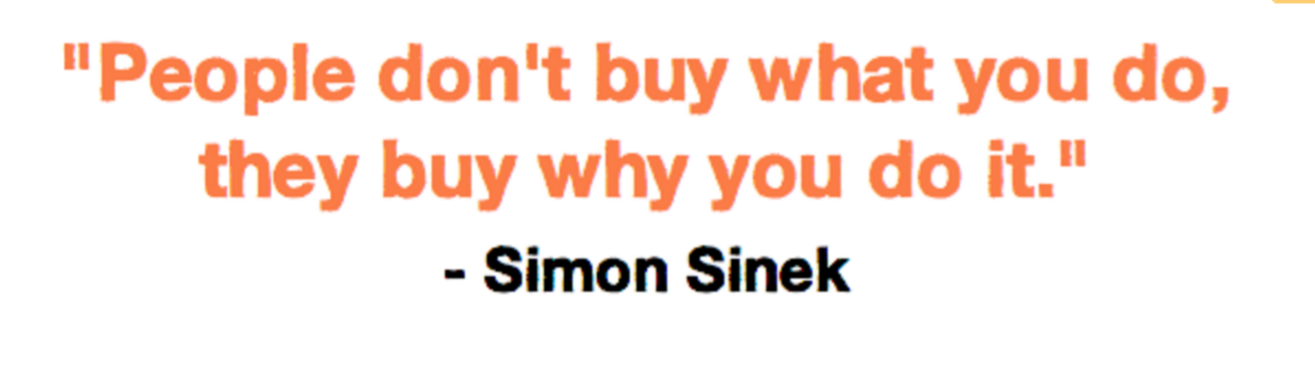 "People don't buy what you do,
they buy why you do it."
- Simon Sinek